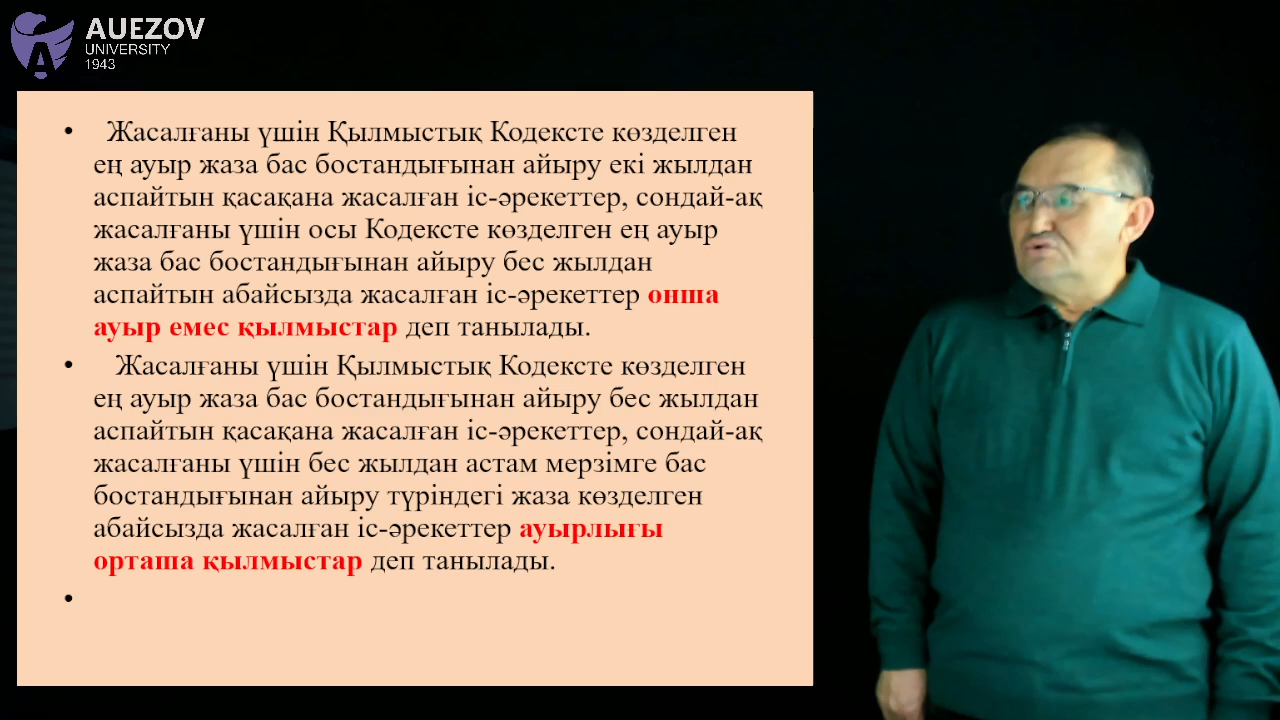 AUEZOV
UNIVERSITY
1943
• Жасалғаны үшін Қылмыстық Кодексте көзделген
ең ауыр жаза бас бостандығынан айыру екі жылдан
аспайтын қасақана жасалған іс-әрекеттер, сондай-ақ
жасалғаны үшін осы Кодексте көзделген ең ауыр
жаза бас бостандығынан айыру бес жылдан
аспайтын абайсызда жасалған іс-әрекеттер онша
ауыр емес қылмыстар деп танылады.
• Жасалғаны үшін Қылмыстық Кодексте көзделген
ең ауыр жаза бас бостандығынан айыру бес жылдан
аспайтын қасақана жасалған іс-әрекеттер, сондай-ақ
жасалғаны үшін бес жылдан астам мерзімге бас
бостандығынан айыру түріндегі жаза көзделген
абайсызда жасалған іс-әрекеттер ауырлығы
орташа қылмыстар деп танылады.
•